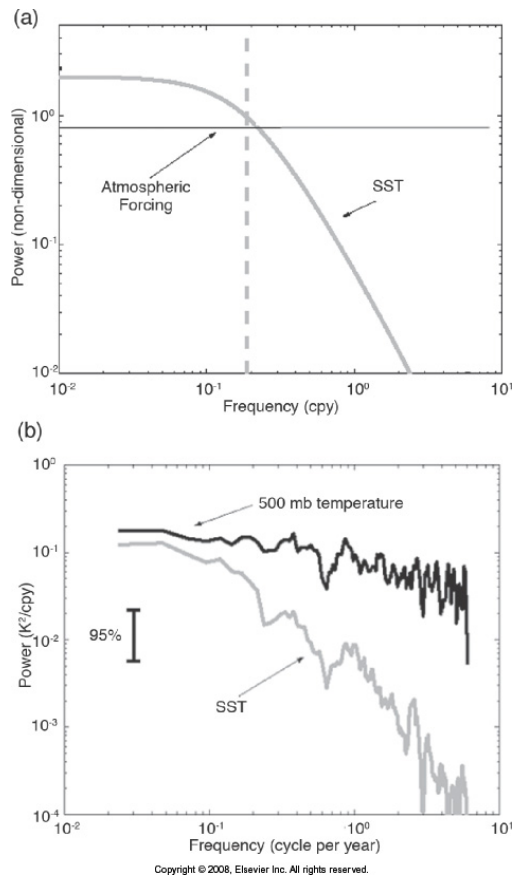 (a)
Power (non-dimensional)
10⁰
10⁻¹
10⁻²
Atmospheric
Forcing
SST
10⁻²
10⁻¹
10⁰
10¹
Frequency (cpy)
(b)
Power (K²/cpy)
10⁰
10⁻¹
10⁻²
10⁻³
10⁻⁴
500 mb temperature
95%
SST
10⁻²
10⁻¹
10⁰
10¹
Frequency (cycle per year)
Copyright © 2008, Elsevier Inc. All rights reserved.